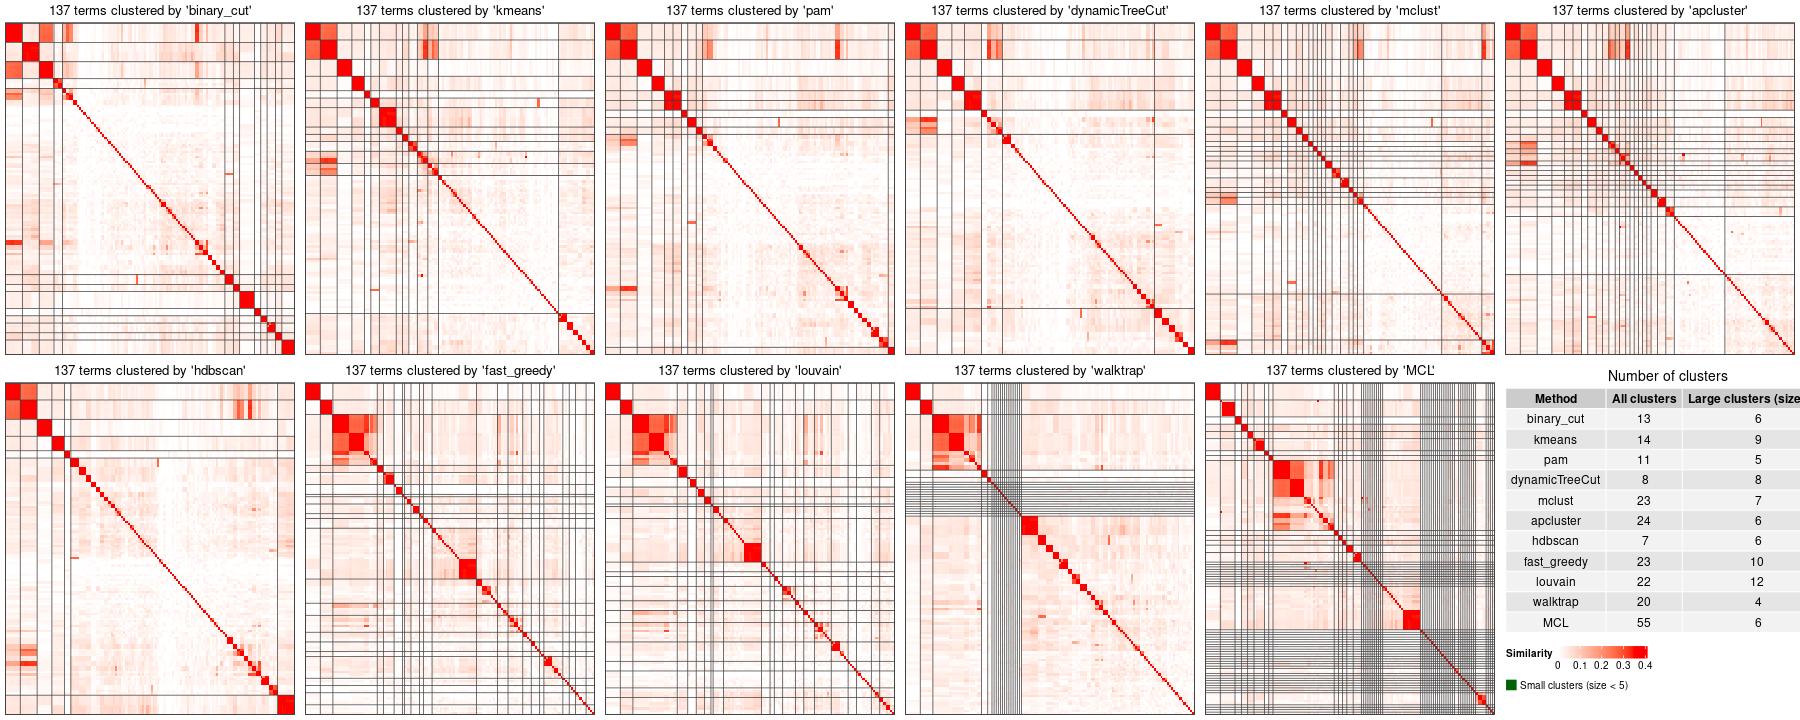 137 terms clustered by 'binary_cut'
137 terms clustered by 'kmeans'
137 terms clustered by 'pam'
137 terms clustered by 'dynamicTreeCut'
137 terms clustered by 'mclust'
137 terms clustered by 'apcluster'
137 terms clustered by 'hdbscan'
137 terms clustered by 'fast_greedy'
137 terms clustered by 'louvain'
137 terms clustered by 'walktrap'
137 terms clustered by 'MCL'
Number of clusters
Method All clusters Large clusters (size
binary_cut 13 6
kmeans 14 9
pam 11 5
dynamicTreeCut 8 8
mclust 23 7
apcluster 24 6
hdbscan 7 6
fast_greedy 23 10
louvain 22 12
walktrap 20 4
MCL 55 6
Similarity
0 0.1 0.2 0.3 0.4
Small clusters (size < 5)